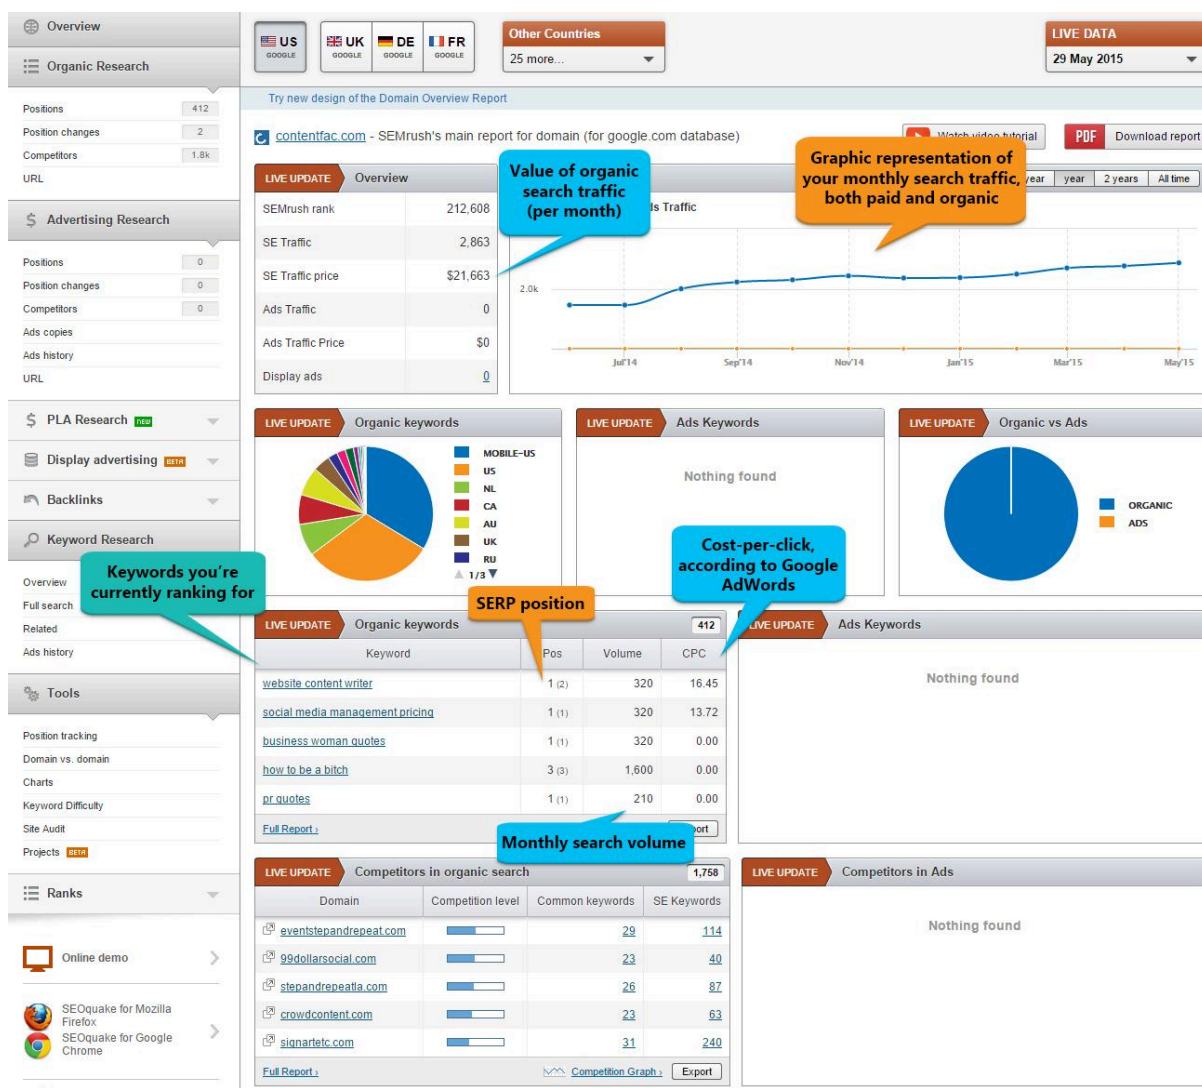 Overview
Organic Research
Positions 412
Position changes 2
Competitors 1.8k
URL
Advertising Research
Positions 0
Position changes 0
Competitors 0
Ads copies
Ads history
URL
PLA Research NEW
Display advertising BETA
Backlinks
Keyword Research
Overview
Full search
Related
Ads history
Tools
Position tracking
Domain vs. domain
Charts
Keyword Difficulty
Site Audit
Projects BETA
Ranks
Online demo
SEOquake for Mozilla
Firefox
SEOquake for Google
Chrome
US
GOOGLE
UK
GOOGLE
DE
GOOGLE
FR
GOOGLE
Other Countries
25 more...
LIVE DATA
29 May 2015
Try new design of the Domain Overview Report
contentfac.com - SEMrush's main report for domain (for google.com database)
Watch video tutorial
PDF Download report
LIVE UPDATE Overview
SEMrush rank 212,608
SE Traffic 2,863
SE Traffic price $21,663
Ads Traffic 0
Ads Traffic Price $0
Display ads 0
Value of organic
search traffic
(per month)
Graphic representation of
your monthly search traffic,
both paid and organic
year year 2 years All time
Traffic
2.0k
Jul'14 Sep'14 Nov'14 Jan'15 Mar'15 May'15
LIVE UPDATE Organic keywords
MOBILE-US
US
NL
CA
AU
UK
RU
1/3
LIVE UPDATE Ads Keywords
Nothing found
LIVE UPDATE Organic vs Ads
ORGANIC
ADS
Keywords you're
currently ranking for
SERP position
Cost-per-click,
according to Google
AdWords
LIVE UPDATE Organic keywords 412
Keyword Pos Volume CPC
website content writer 1 (2) 320 16.45
social media management pricing 1 (1) 320 13.72
business woman quotes 1 (1) 320 0.00
how to be a bitch 3 (3) 1,600 0.00
pr quotes 1 (1) 210 0.00
Full Report ›
Monthly search volume
LIVE UPDATE Ads Keywords
Nothing found
LIVE UPDATE Competitors in organic search 1,758
Domain Competition level Common keywords SE Keywords
eventstepandrepeat.com 29 114
99dollarsocial.com 23 40
stepandrepeatla.com 26 87
crowdcontent.com 23 63
signartetc.com 31 240
Full Report › Competition Graph › Export
LIVE UPDATE Competitors in Ads
Nothing found